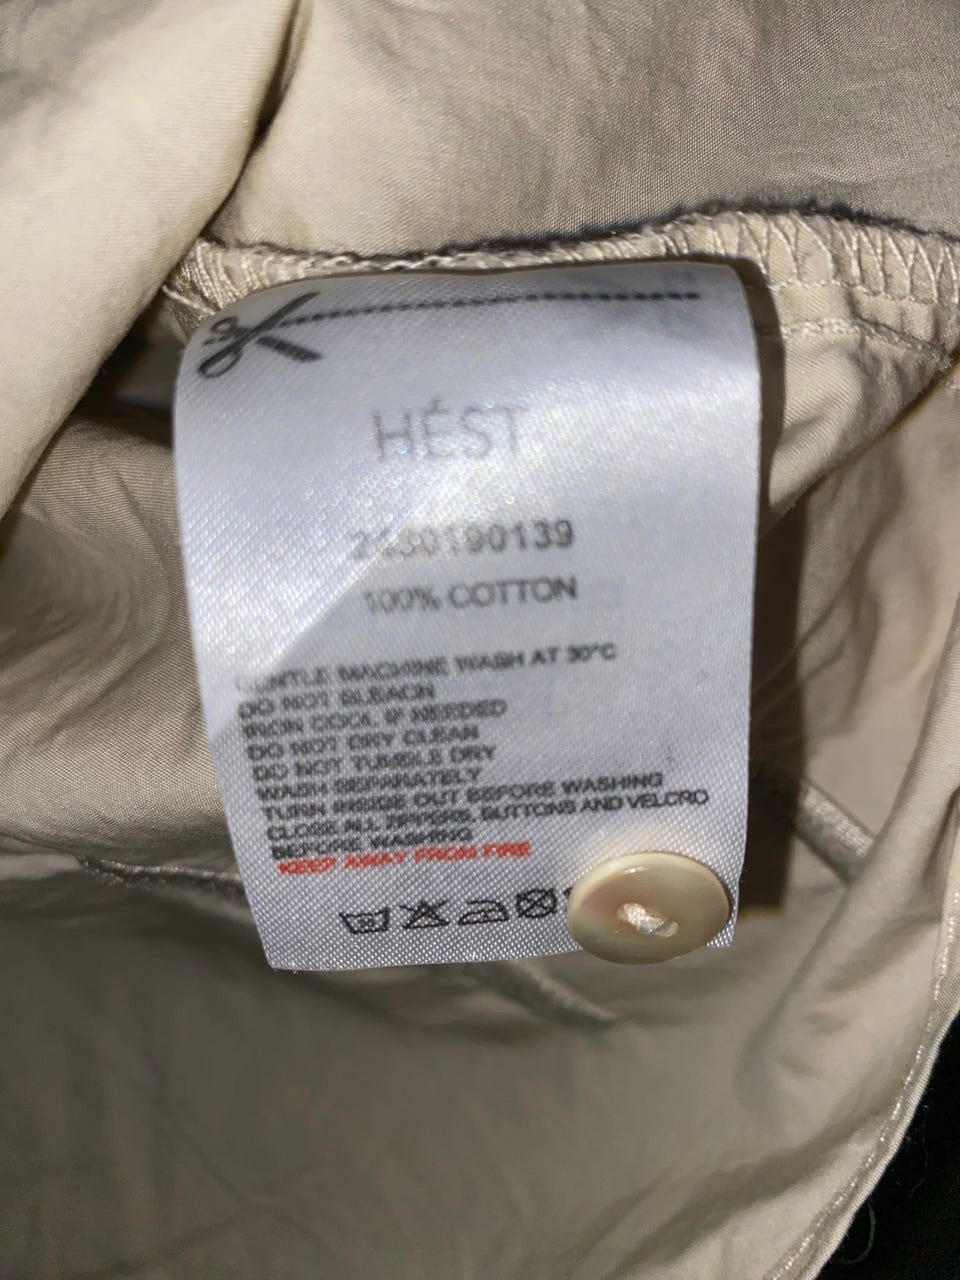 HÉST
100% COTTON
GENTLE MACHINE WASH AT 30°C
DO NOT BLEACH
IRON COOL IF NEEDED
DO NOT DRY CLEAN
DO NOT TUMBLE DRY
WASH SEPARATELY
TURN INSIDE OUT BEFORE WASHING
CLOSE ALL ZIPPERS, BUTTONS AND VELCRO
BEFORE WASHING
KEEP AWAY FROM FIRE